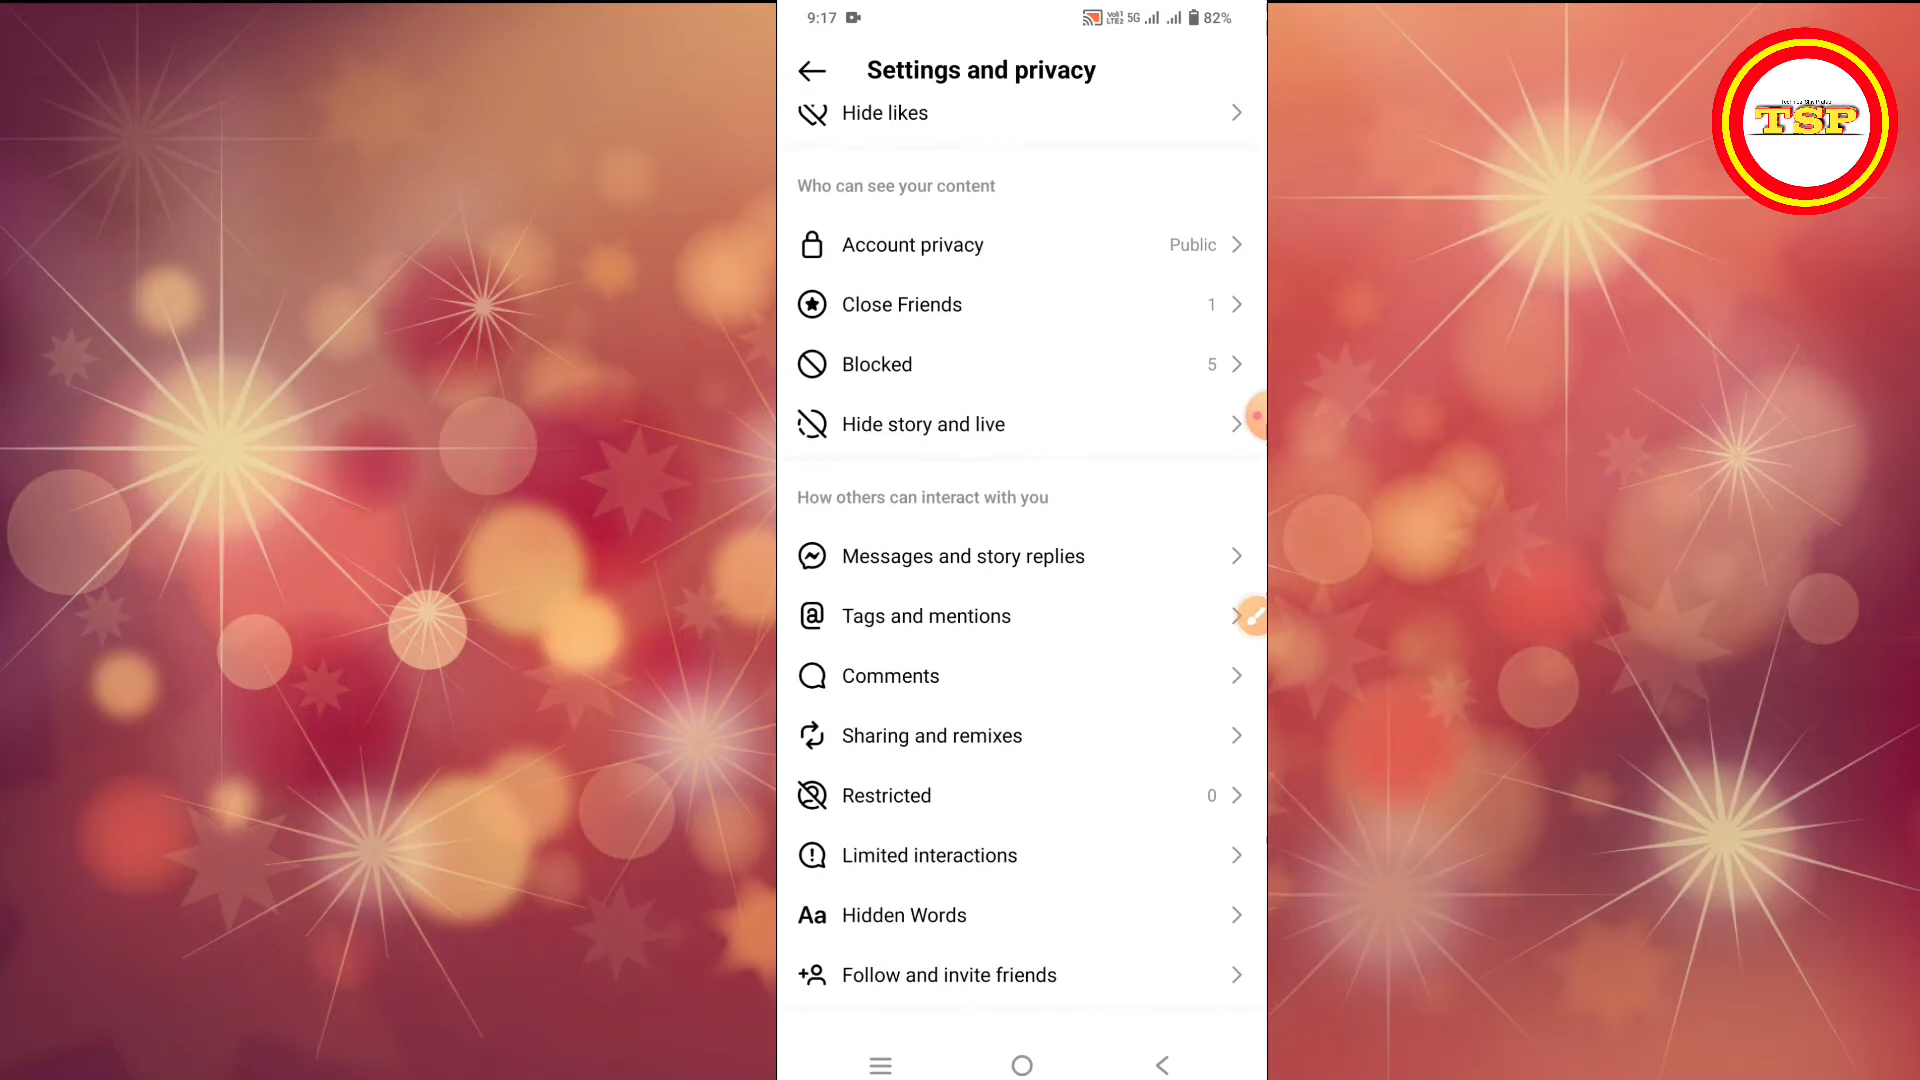 9:17
VoII1 LTE2 5G 82%
TSP
Settings and privacy
Hide likes
Who can see your content
Account privacy Public
Close Friends 1
Blocked 5
Hide story and live
How others can interact with you
Messages and story replies
Tags and mentions
Comments
Sharing and remixes
Restricted 0
Limited interactions
Aa Hidden Words
Follow and invite friends